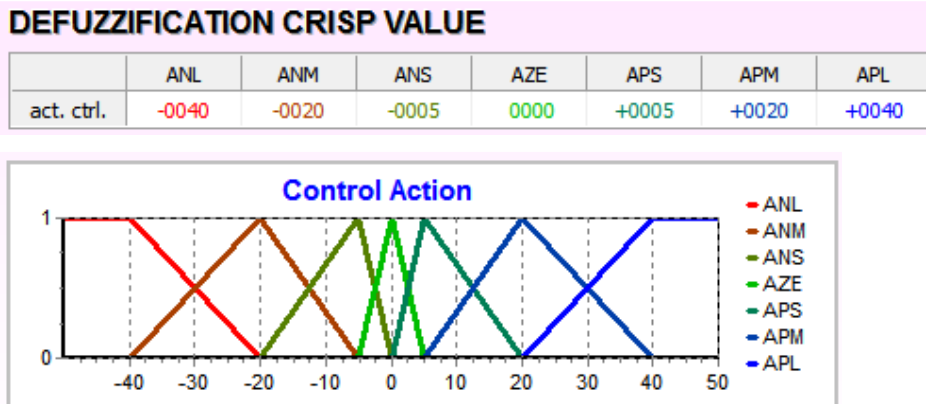 DEFUZZIFICATION CRISP VALUE
ANL ANM ANS AZE APS APM APL
act. ctrl. -0040 -0020 -0005 0000 +0005 +0020 +0040
Control Action
1
0
-40 -30 -20 -10 0 10 20 30 40 50
ANL
ANM
ANS
AZE
APS
APM
APL